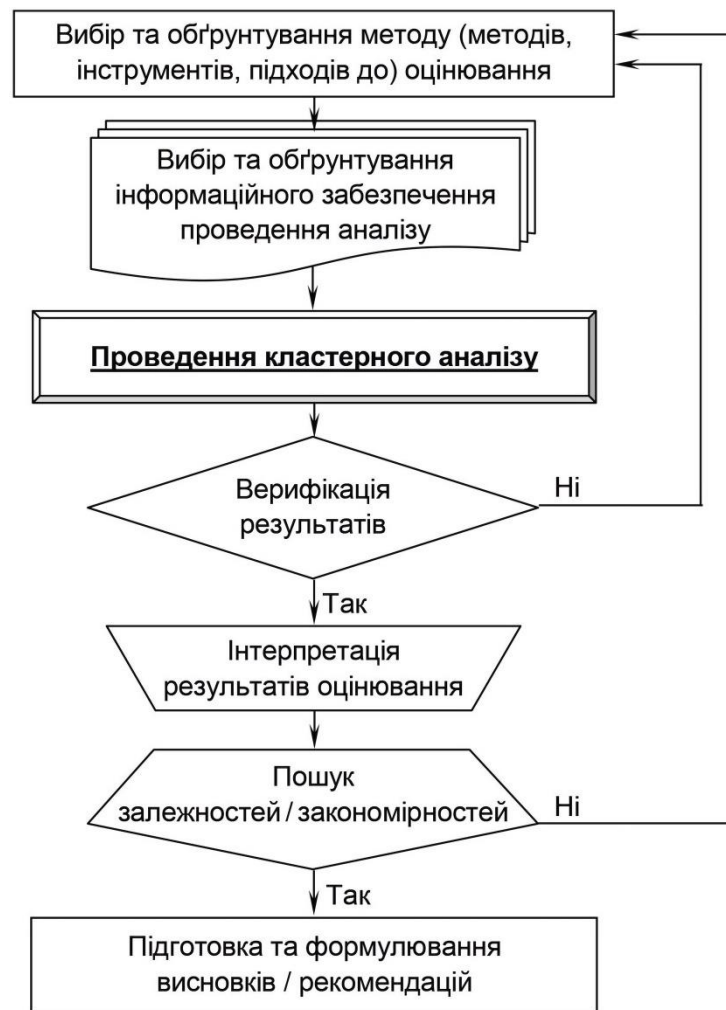 Вибір та обґрунтування методу (методів,
інструментів, підходів до) оцінювання
Вибір та обґрунтування
інформаційного забезпечення
проведення аналізу
Проведення кластерного аналізу
Верифікація
результатів
Ні
Так
Інтерпретація
результатів оцінювання
Пошук
залежностей / закономірностей
Ні
Так
Підготовка та формулювання
висновків / рекомендацій